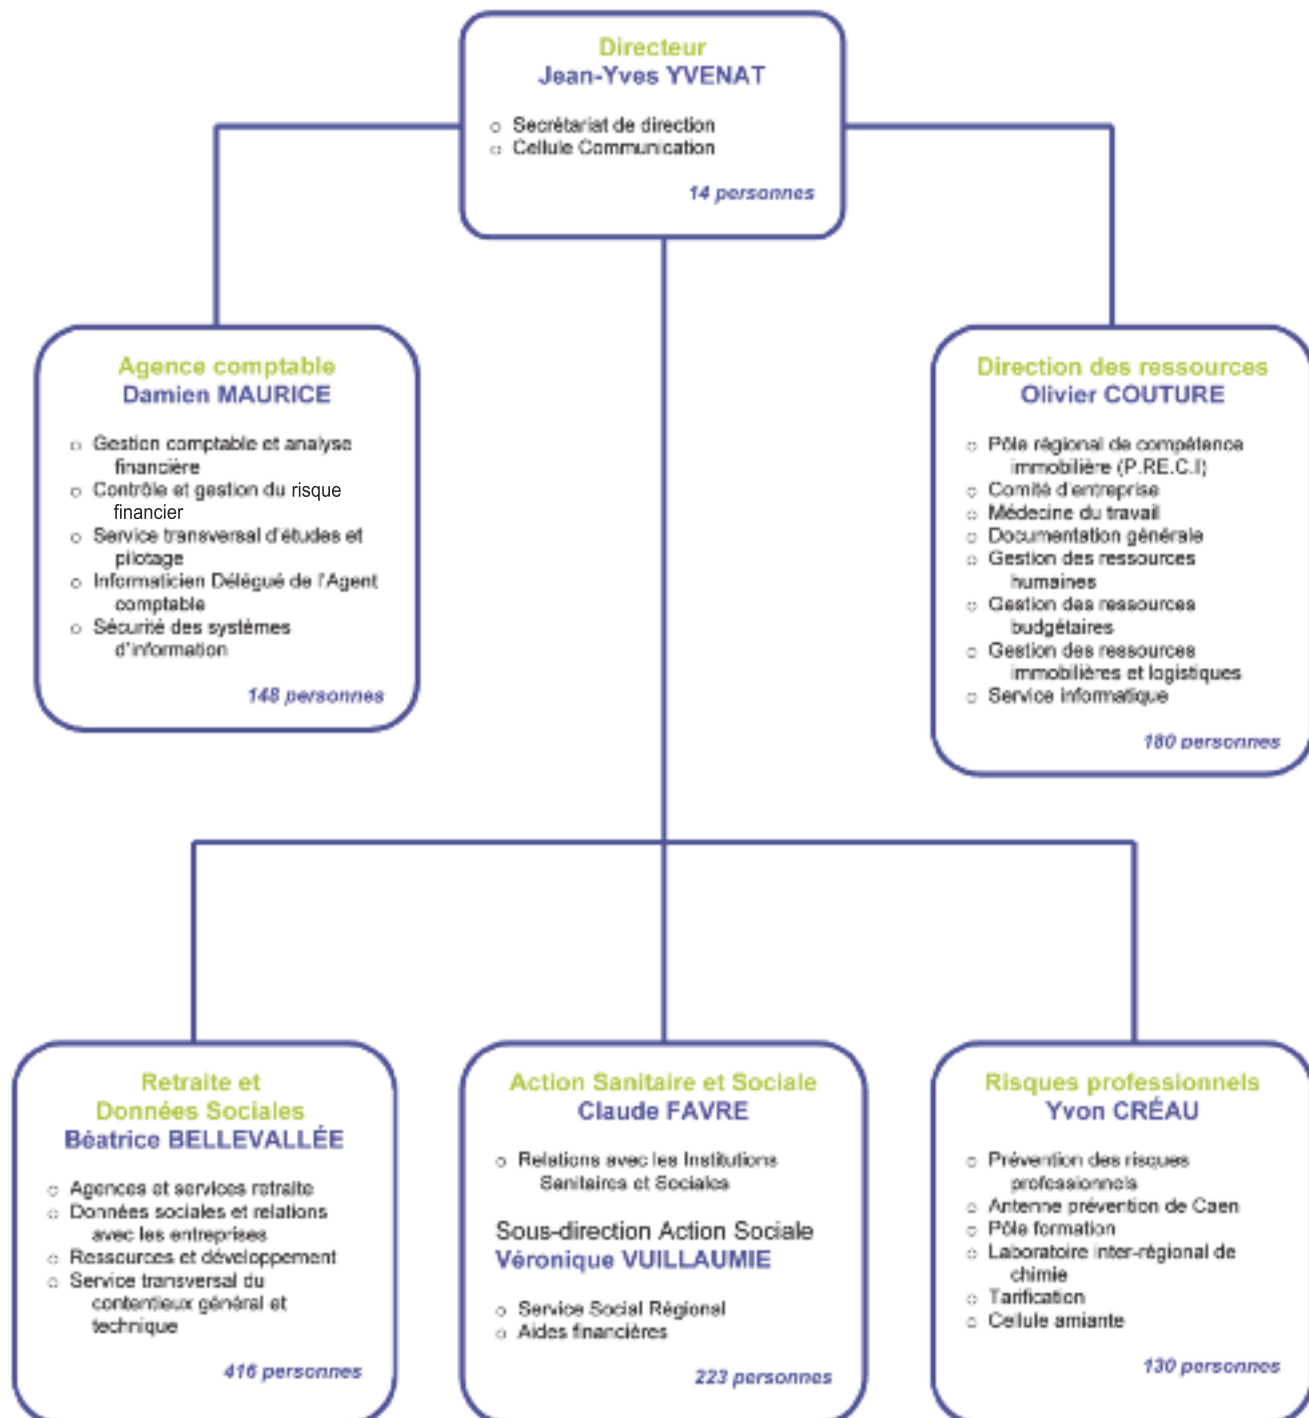 Directeur
Jean-Yves YVENAT
o Secrétariat de direction
o Cellule Communication
14 personnes
Agence comptable
Damien MAURICE
o Gestion comptable et analyse
financière
o Contrôle et gestion du risque
financier
o Service transversal d'études et
pilotage
o Informaticien Délégué de l'Agent
comptable
o Sécurité des systèmes
d'information
148 personnes
Direction des ressources
Olivier COUTURE
o Pôle régional de compétence
immobilière (P.RE.C.I)
o Comité d'entreprise
o Médecine du travail
o Documentation générale
o Gestion des ressources
humaines
o Gestion des ressources
budgétaires
o Gestion des ressources
immobilières et logistiques
o Service informatique
180 personnes
Retraite et
Données Sociales
Béatrice BELLEVALLÉE
o Agences et services retraite
o Données sociales et relations
avec les entreprises
o Ressources et développement
o Service transversal du
contentieux général et
technique
416 personnes
Action Sanitaire et Sociale
Claude FAVRE
o Relations avec les Institutions
Sanitaires et Sociales
Sous-direction Action Sociale
Véronique VUILLAUMIE
o Service Social Régional
o Aides financières
223 personnes
Risques professionnels
Yvon CRÉAU
o Prévention des risques
professionnels
o Antenne prévention de Caen
o Pôle formation
o Laboratoire inter-régional de
chimie
o Tarification
o Cellule amiante
130 personnes